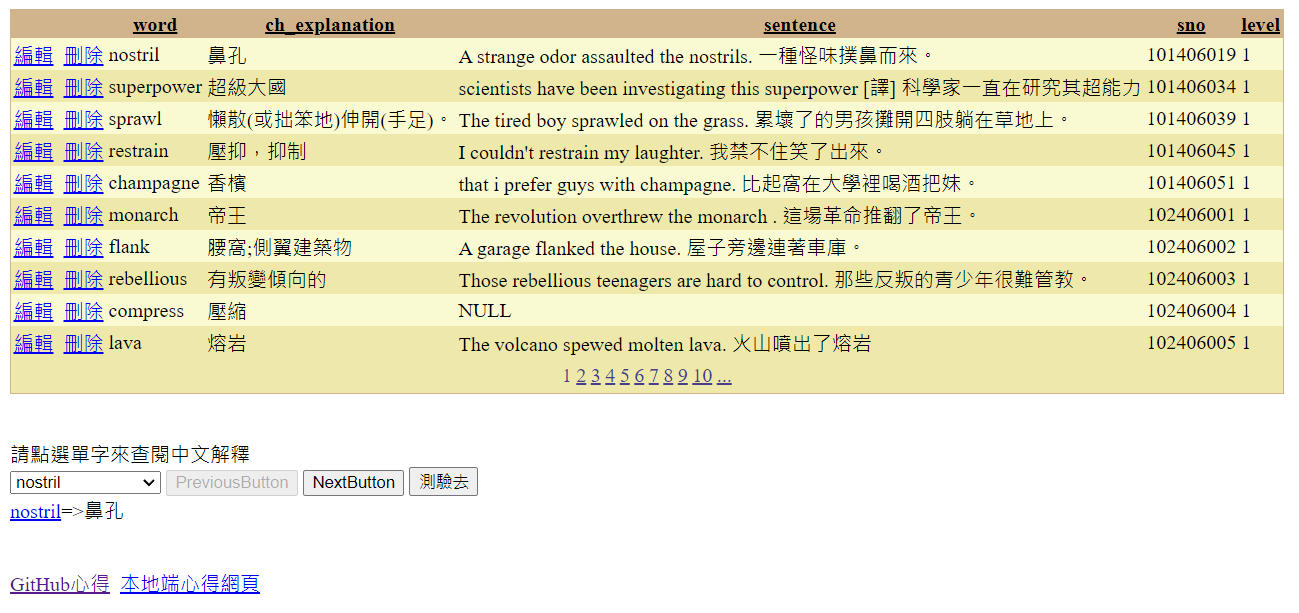 word ch_explanation sentence sno level
編輯 刪除 nostril 鼻孔 A strange odor assaulted the nostrils. 一種怪味撲鼻而來。 101406019 1
編輯 刪除 superpower 超級大國 scientists have been investigating this superpower [譯] 科學家一直在研究其超能力 101406034 1
編輯 刪除 sprawl 懶散(或拙笨地)伸開(手足)。 The tired boy sprawled on the grass. 累壞了的男孩攤開四肢躺在草地上。 101406039 1
編輯 刪除 restrain 壓抑，抑制 I couldn't restrain my laughter. 我禁不住笑了出來。 101406045 1
編輯 刪除 champagne 香檳 that i prefer guys with champagne. 比起窩在大學裡喝酒把妹。 101406051 1
編輯 刪除 monarch 帝王 The revolution overthrew the monarch . 這場革命推翻了帝王。 102406001 1
編輯 刪除 flank 腰窩;側翼建築物 A garage flanked the house. 屋子旁邊連著車庫。 102406002 1
編輯 刪除 rebellious 有叛變傾向的 Those rebellious teenagers are hard to control. 那些反叛的青少年很難管教。 102406003 1
編輯 刪除 compress 壓縮 NULL 102406004 1
編輯 刪除 lava 熔岩 The volcano spewed molten lava. 火山噴出了熔岩 102406005 1
1 2 3 4 5 6 7 8 9 10 ...
請點選單字來查閱中文解釋
nostril PreviousButton NextButton 測驗去
nostril=>鼻孔
GitHub心得 本地端心得網頁